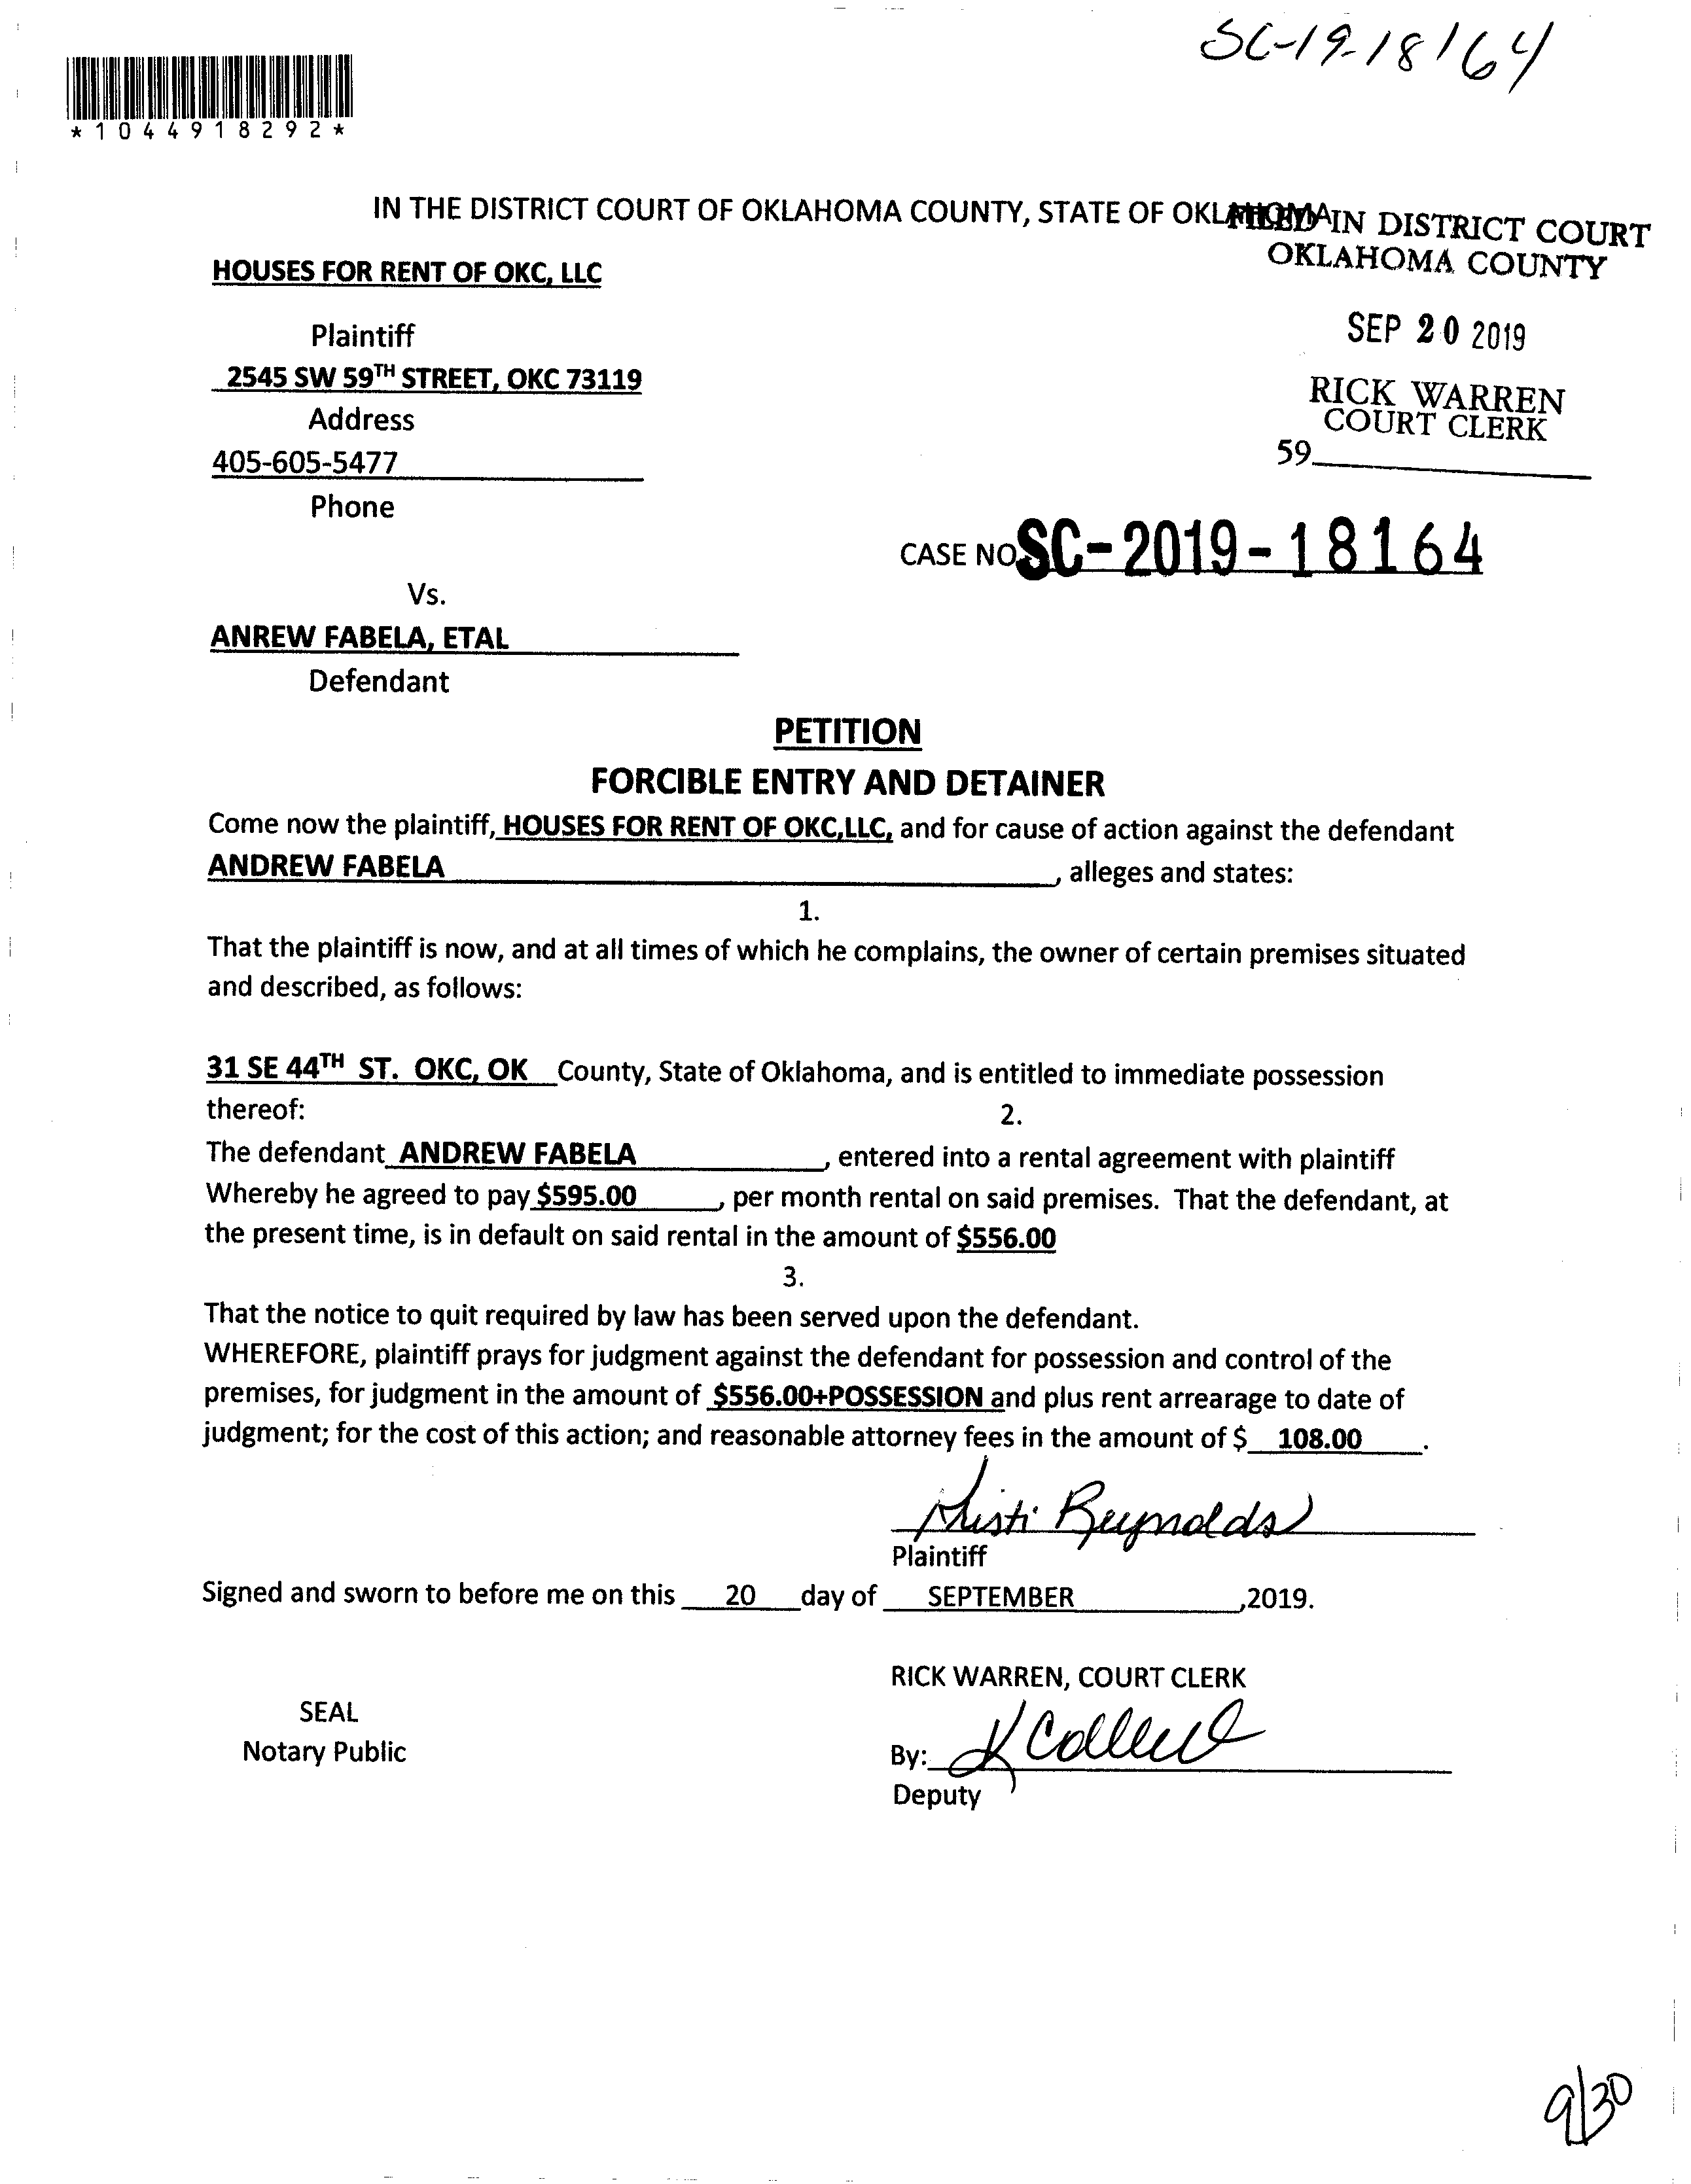 SC-19-18164
*1044918292*
IN THE DISTRICT COURT OF OKLAHOMA COUNTY, STATE OF OKLAHOMA
FILED IN DISTRICT COURT
OKLAHOMA COUNTY
HOUSES FOR RENT OF OKC, LLC
Plaintiff
SEP 20 2019
2545 SW 59TH STREET, OKC 73119
RICK WARREN
COURT CLERK
Address
59
405-605-5477
Phone
CASE NO. SC-2019-18164
Vs.
ANREW FABELA, ETAL
Defendant
PETITION
FORCIBLE ENTRY AND DETAINER
Come now the plaintiff, HOUSES FOR RENT OF OKC,LLC, and for cause of action against the defendant
ANDREW FABELA, alleges and states:
1.
That the plaintiff is now, and at all times of which he complains, the owner of certain premises situated
and described, as follows:
31 SE 44TH ST. OKC, OK County, State of Oklahoma, and is entitled to immediate possession
thereof:
2.
The defendant ANDREW FABELA, entered into a rental agreement with plaintiff
Whereby he agreed to pay $595.00, per month rental on said premises. That the defendant, at
the present time, is in default on said rental in the amount of $556.00
3.
That the notice to quit required by law has been served upon the defendant.
WHEREFORE, plaintiff prays for judgment against the defendant for possession and control of the
premises, for judgment in the amount of $556.00+POSSESSION and plus rent arrearage to date of
judgment; for the cost of this action; and reasonable attorney fees in the amount of $ 108.00.
Misti Reynolds
Plaintiff
Signed and sworn to before me on this 20 day of SEPTEMBER,2019.
RICK WARREN, COURT CLERK
SEAL
Notary Public
By:
Deputy
9/30